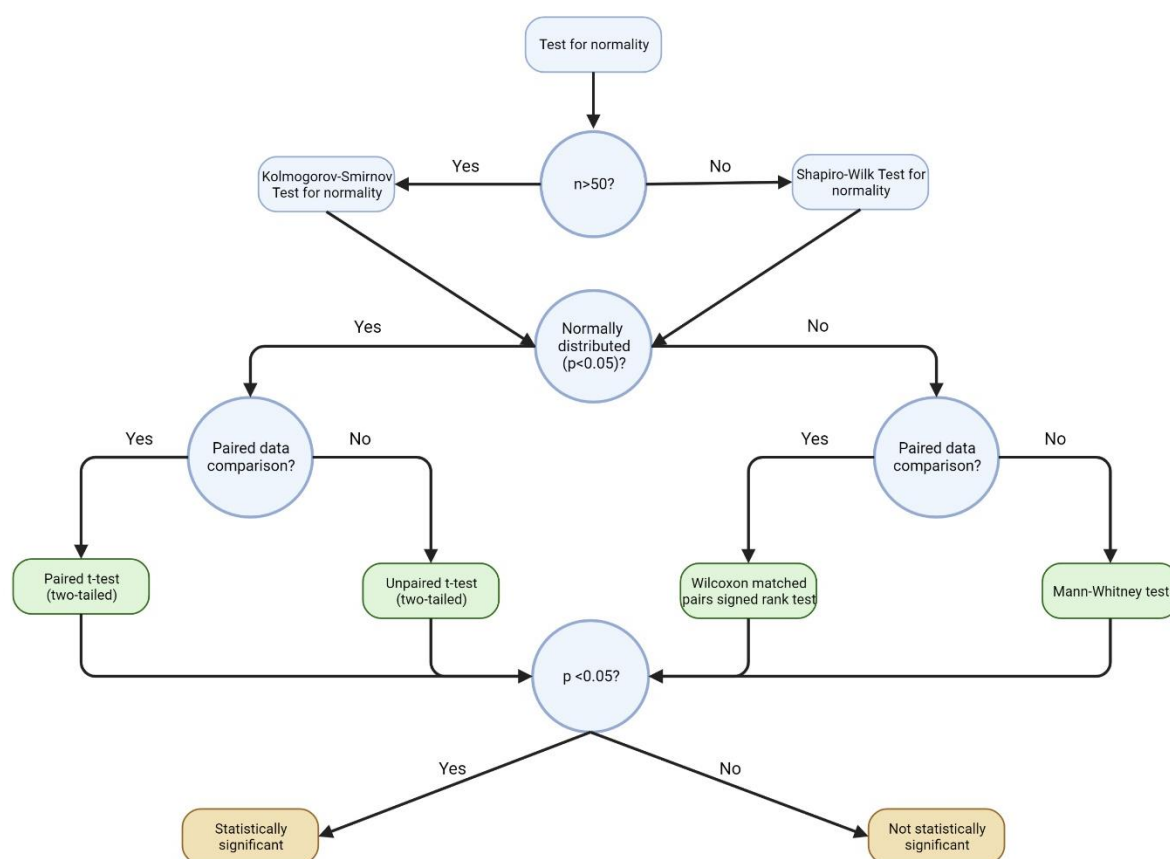 Test for normality
Yes
No
Kolmogorov-Smirnov
Test for normality
n>50?
Shapiro-Wilk Test for
normality
Yes
No
Normally
distributed
(p<0.05)?
Yes
No
Paired data
comparison?
Yes
No
Paired data
comparison?
Paired t-test
(two-tailed)
Unpaired t-test
(two-tailed)
Wilcoxon matched
pairs signed rank test
Mann-Whitney test
p <0.05?
Yes
No
Statistically
significant
Not statistically
significant